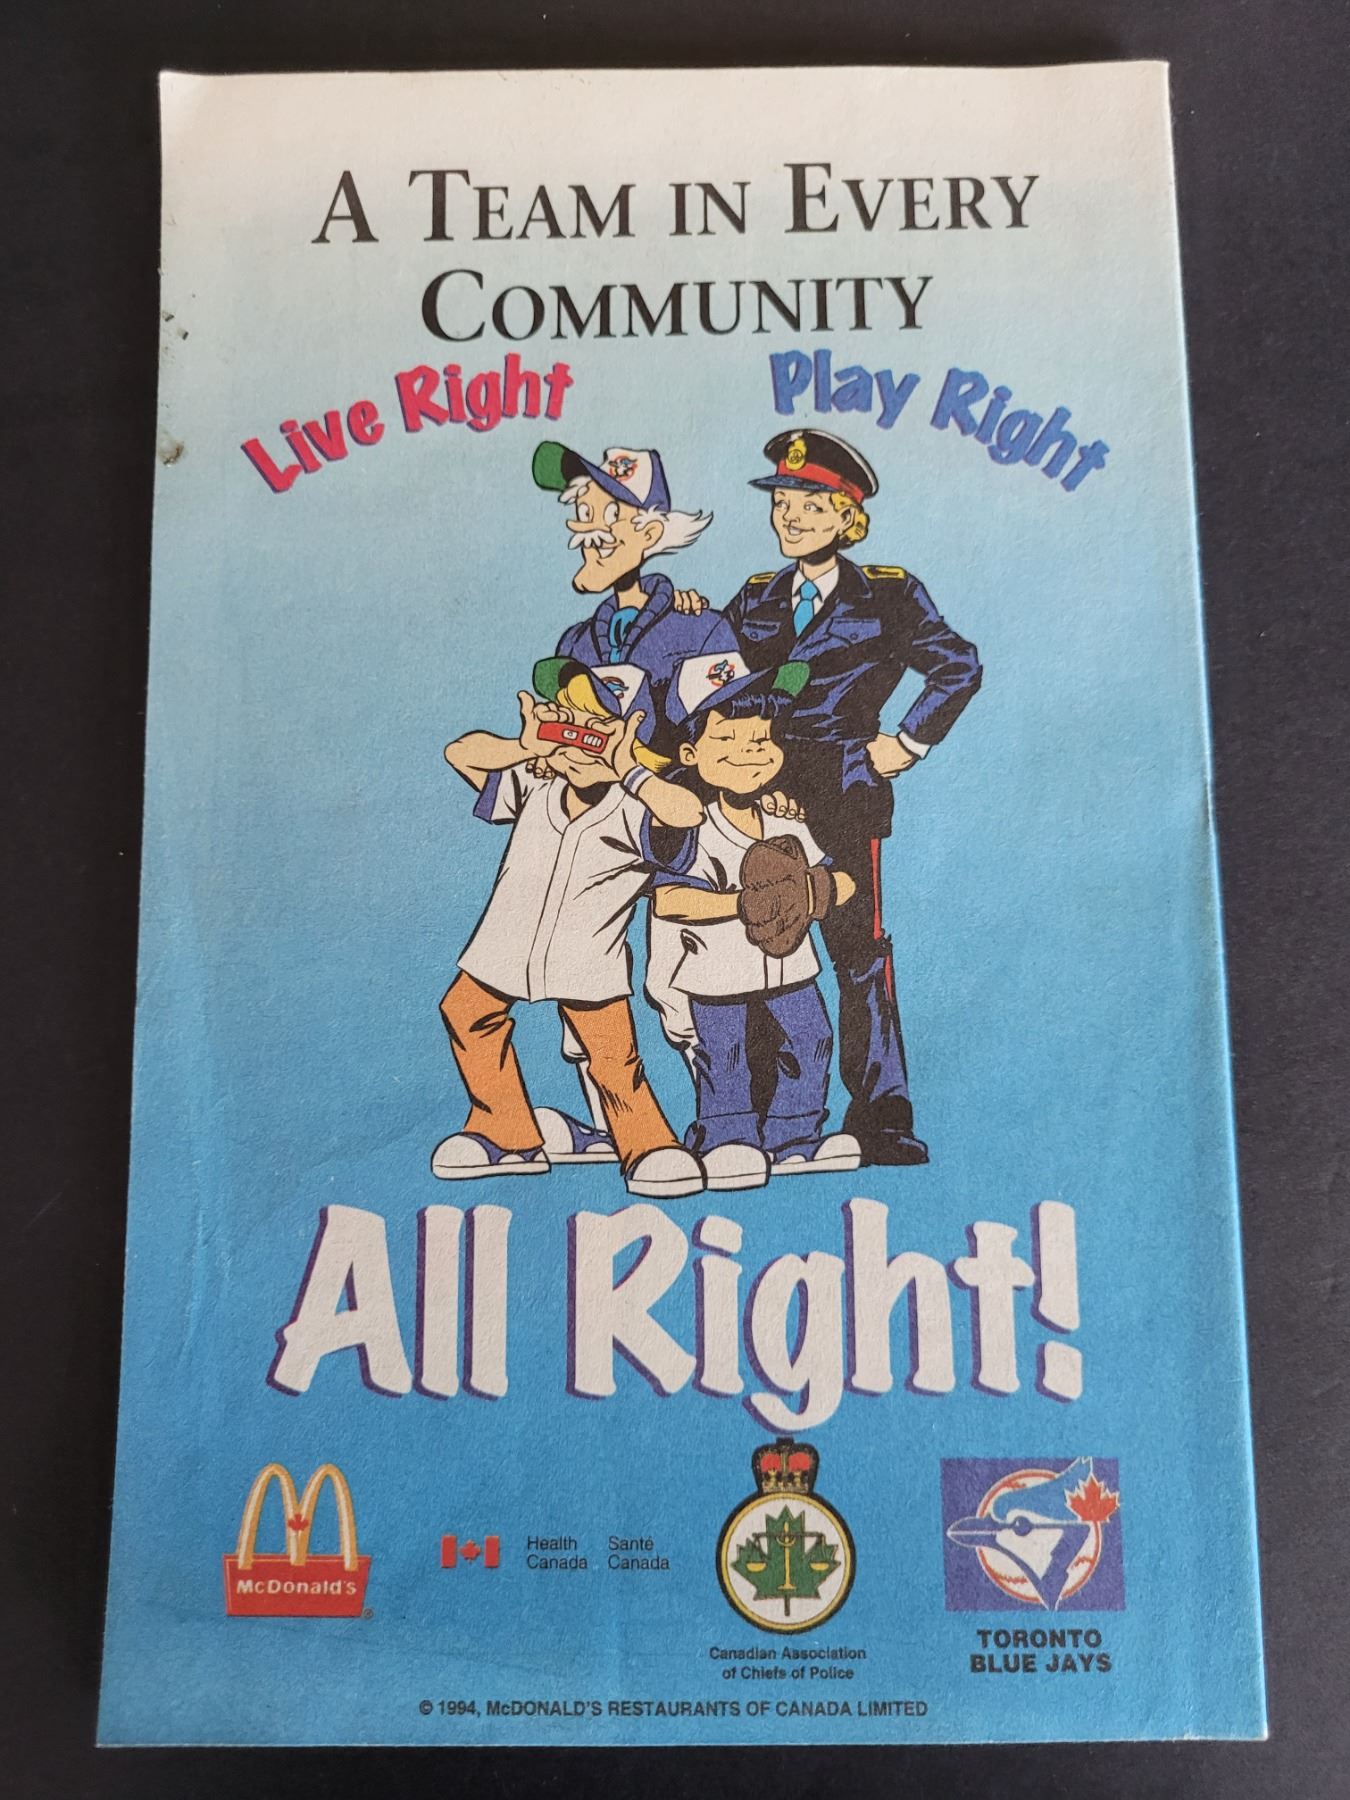 A TEAM IN EVERY
COMMUNITY
Live Right
Play Right
All Right!
McDonald's
®
Health Canada
Santé Canada
Canadian Association
of Chiefs of Police
TORONTO
BLUE JAYS
© 1994, McDONALD'S RESTAURANTS OF CANADA LIMITED